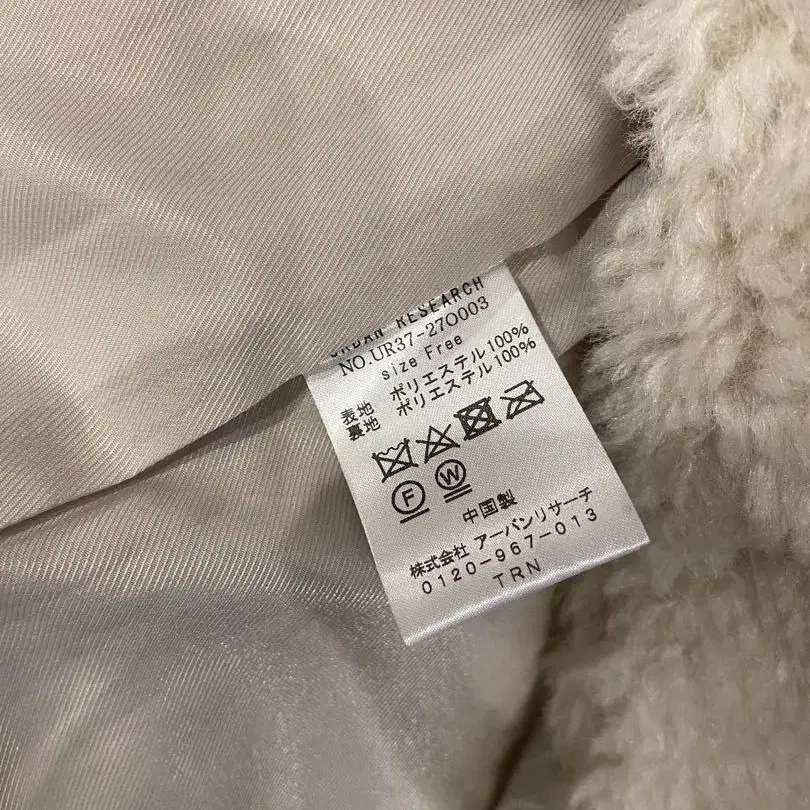 URBAN RESEARCH
NO.UR37-27O003
size Free
表地 ポリエステル100%
裏地 ポリエステル100%
F W
中国製
株式会社 アーバンリサーチ
0120-967-013
TRN